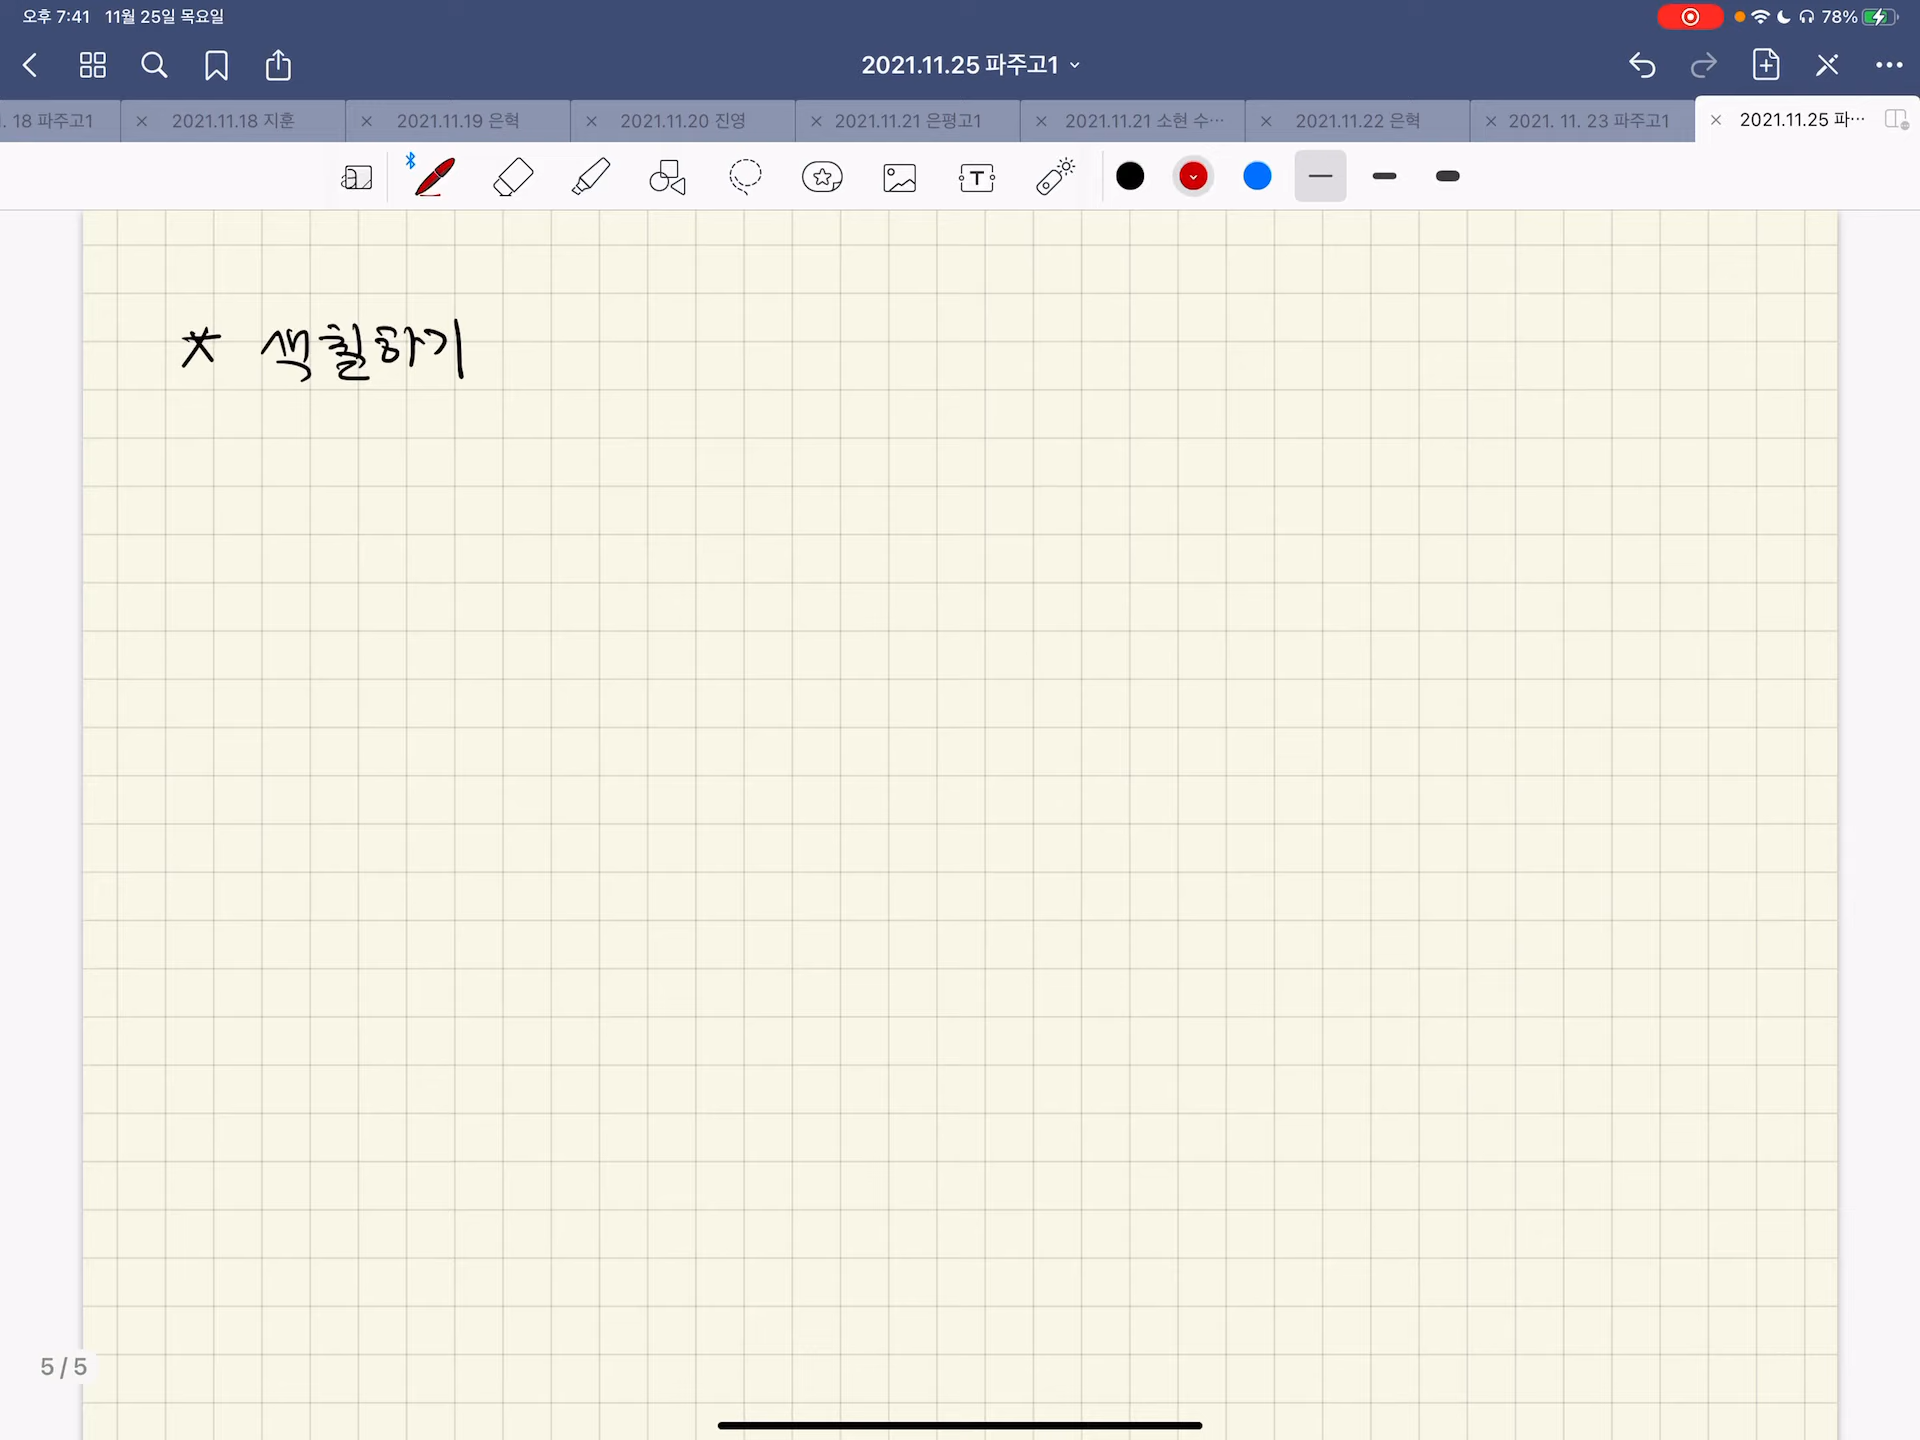 오후 7:41 11월 25일 목요일 78%
2021.11.25 파주고1
. 18 파주고1 2021.11.18 지훈 2021.11.19 은혁 2021.11.20 진영 2021.11.21 은평고1 2021.11.21 소현 수… 2021.11.22 은혁 2021. 11. 23 파주고1 2021.11.25 파…
* 색칠하기
5 / 5